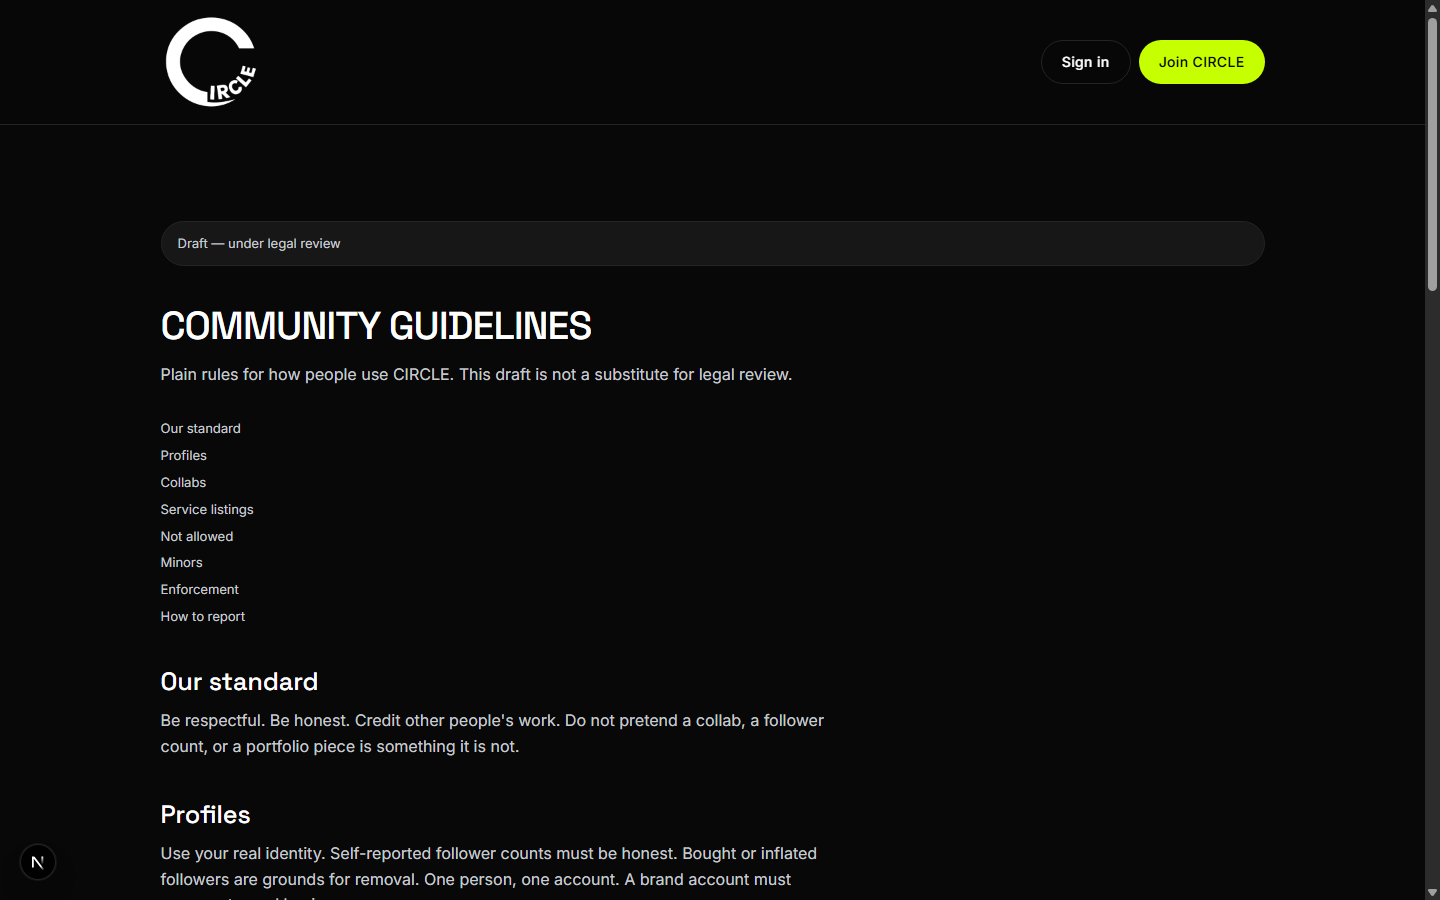 CIRCLE
Sign in
Join CIRCLE
Draft — under legal review
COMMUNITY GUIDELINES
Plain rules for how people use CIRCLE. This draft is not a substitute for legal review.
Our standard
Profiles
Collabs
Service listings
Not allowed
Minors
Enforcement
How to report
Our standard
Be respectful. Be honest. Credit other people's work. Do not pretend a collab, a follower
count, or a portfolio piece is something it is not.
Profiles
Use your real identity. Self-reported follower counts must be honest. Bought or inflated
followers are grounds for removal. One person, one account. A brand account must
N